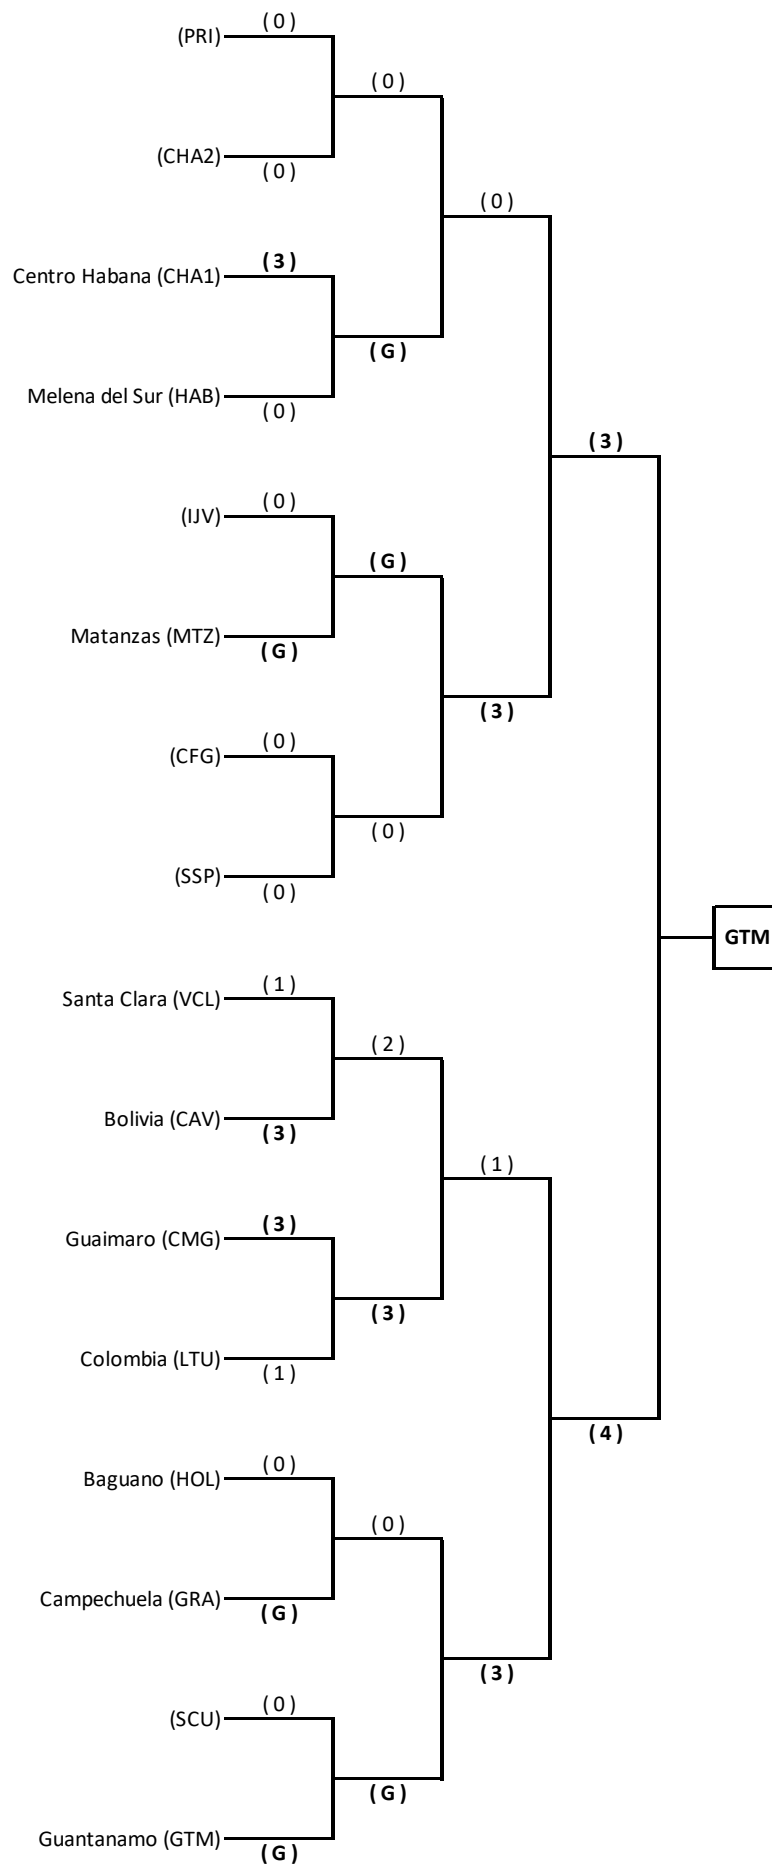 ( 0 )
(PRI)
( 0 )
(CHA2)
( 0 )
( 0 )
( 3 )
Centro Habana (CHA1)
( G )
Melena del Sur (HAB)
( 0 )
( 3 )
( 0 )
(IJV)
( G )
Matanzas (MTZ)
( G )
( 3 )
( 0 )
(CFG)
( 0 )
(SSP)
( 0 )
GTM
( 1 )
Santa Clara (VCL)
( 2 )
Bolivia (CAV)
( 3 )
( 1 )
( 3 )
Guaimaro (CMG)
( 3 )
Colombia (LTU)
( 1 )
( 4 )
( 0 )
Baguano (HOL)
( 0 )
Campechuela (GRA)
( G )
( 3 )
( 0 )
(SCU)
( G )
Guantanamo (GTM)
( G )